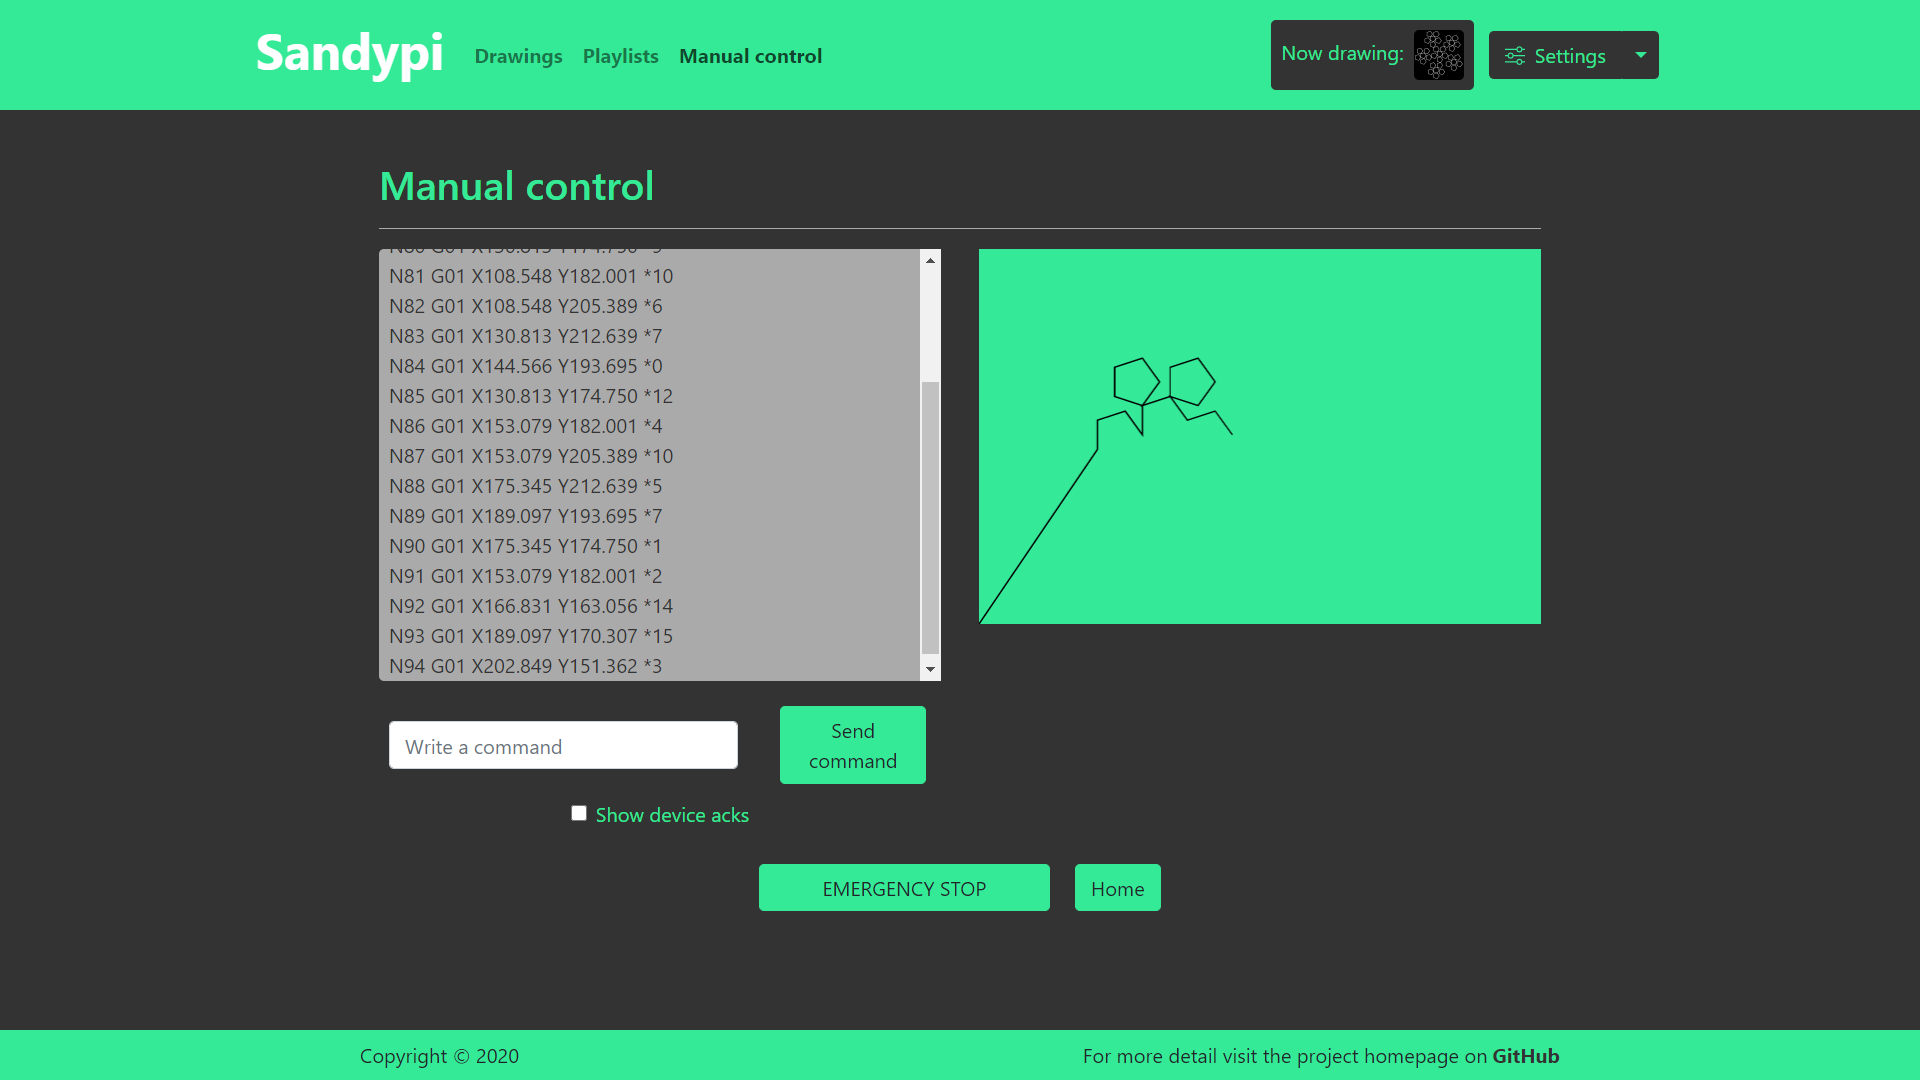 Sandypi
Drawings
Playlists
Manual control
Now drawing:
Settings
Manual control
N81 G01 X108.548 Y182.001 *10
N82 G01 X108.548 Y205.389 *6
N83 G01 X130.813 Y212.639 *7
N84 G01 X144.566 Y193.695 *0
N85 G01 X130.813 Y174.750 *12
N86 G01 X153.079 Y182.001 *4
N87 G01 X153.079 Y205.389 *10
N88 G01 X175.345 Y212.639 *5
N89 G01 X189.097 Y193.695 *7
N90 G01 X175.345 Y174.750 *1
N91 G01 X153.079 Y182.001 *2
N92 G01 X166.831 Y163.056 *14
N93 G01 X189.097 Y170.307 *15
N94 G01 X202.849 Y151.362 *3
Write a command
Send
command
Show device acks
EMERGENCY STOP
Home
Copyright © 2020
For more detail visit the project homepage on GitHub